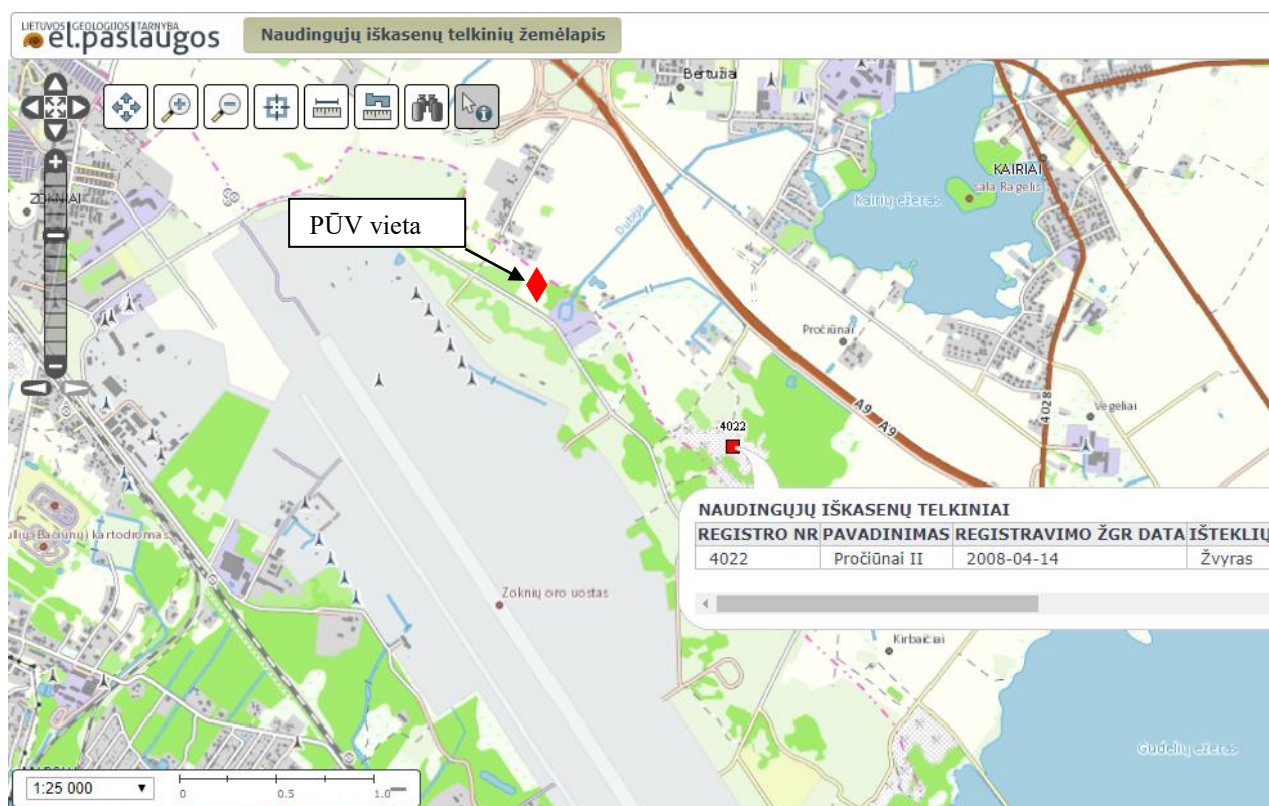 LIETUVOS GEOLOGIJOS TARNYBA
el.paslaugos
Naudingųjų iškasenų telkinių žemėlapis
Bertužiai
KAIRIAI
sala Ragelis
Kairių ežeras
ZOKNIAI
PŪV vieta
Dubija
Pročiūnai
A9
A9
4028
Vegeliai
4022
NAUDINGŲJŲ IŠKASENŲ TELKINIAI
REGISTRO NR PAVADINIMAS REGISTRAVIMO ŽGR DATA IŠTEKLIŲ
4022 Pročiūnai II 2008-04-14 Žvyras
kartodromas
Zoknių oro uostas
Kirbaičiai
Gudelių ežeras
1:25 000
0 0.5 1.0